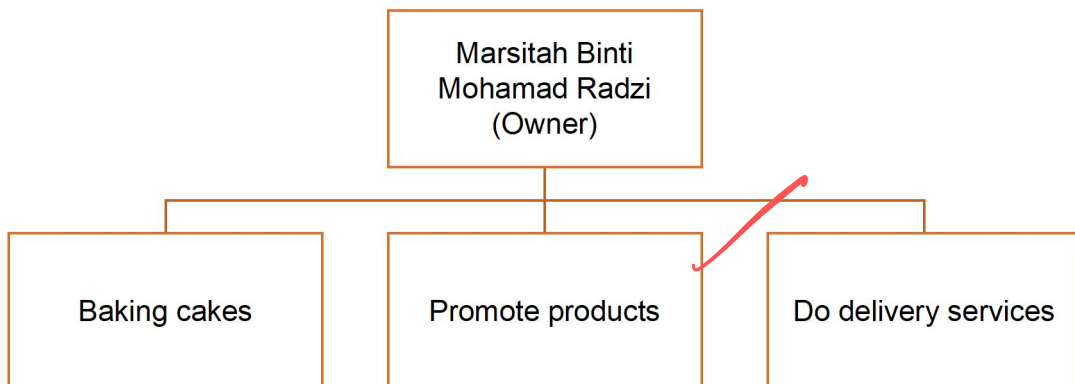 Marsitah Binti
Mohamad Radzi
(Owner)
Baking cakes
Promote products
Do delivery services